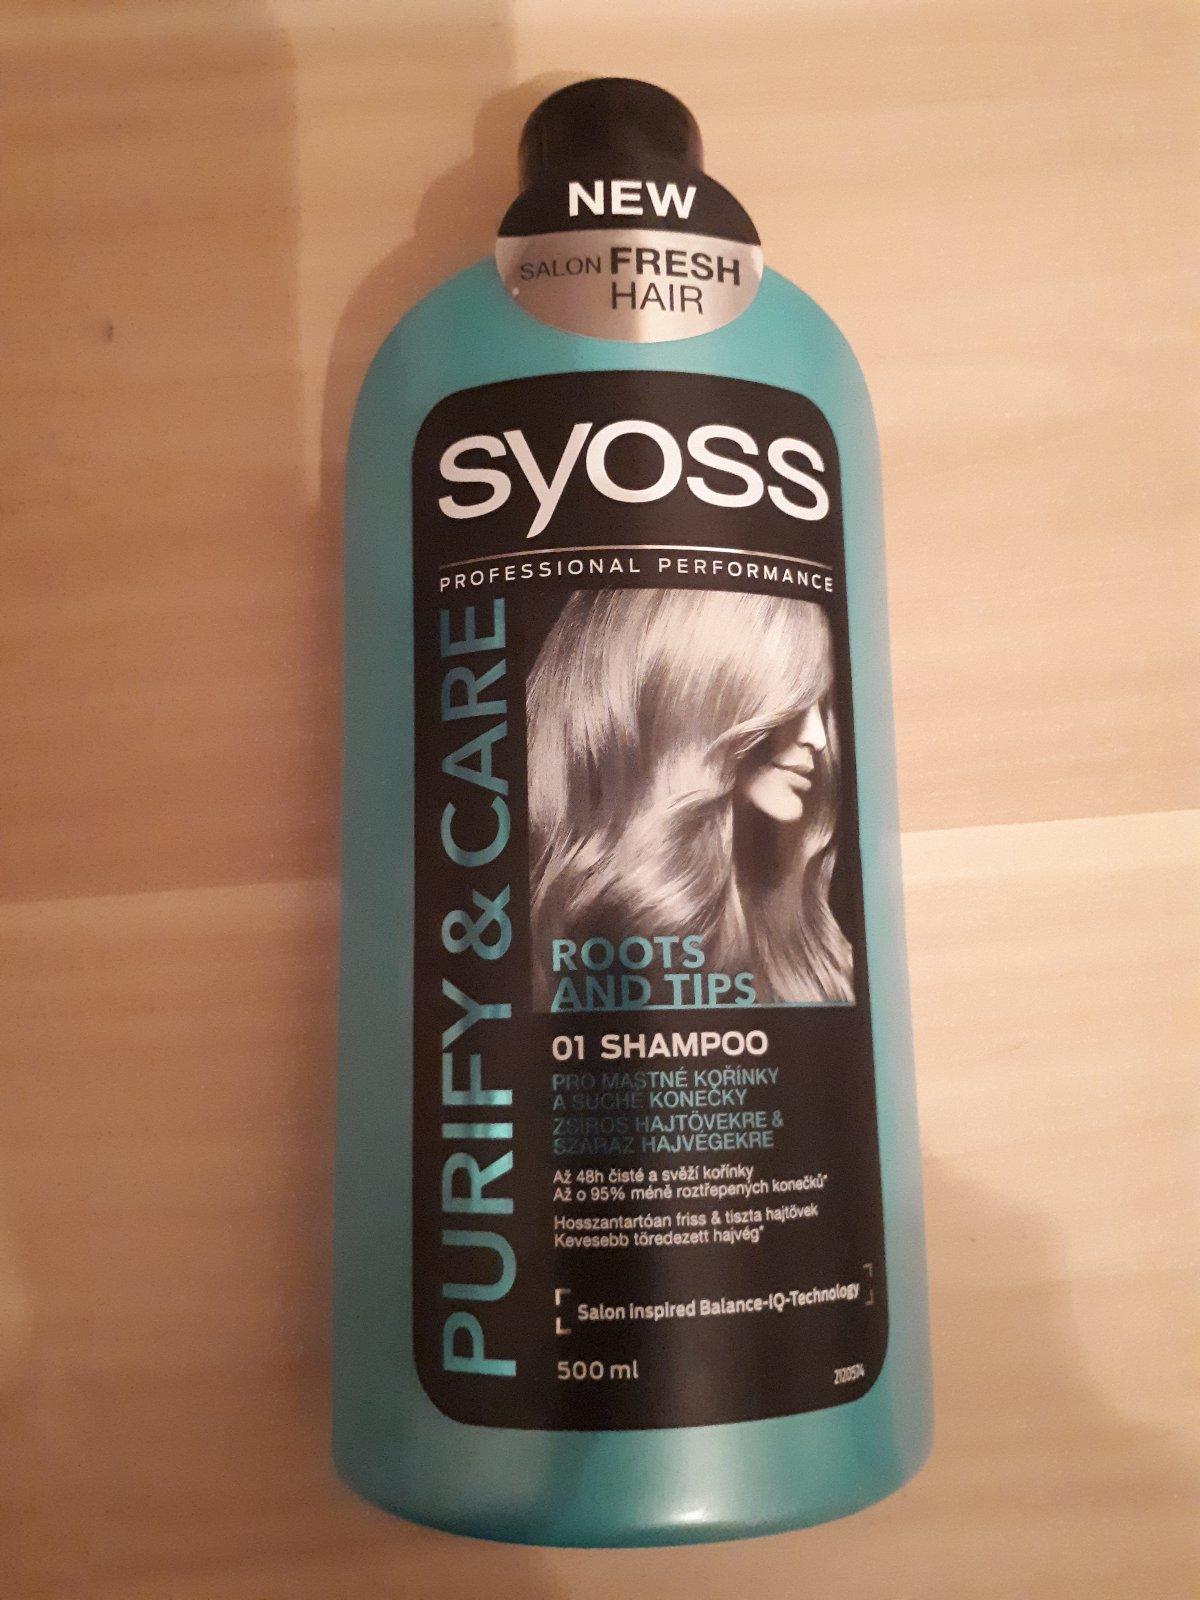 NEW
SALON FRESH
HAIR
syoss
PROFESSIONAL PERFORMANCE
PURIFY & CARE
ROOTS
AND TIPS
01 SHAMPOO
PRO MASTNÉ KOŘÍNKY
A SUCHÉ KONEČKY
ZSÍROS HAJTÖVEKRE &
SZÁRAZ HAJVÉGEKRE
Až 48h čisté a svěží kořínky
Až o 95% méně roztřepených konečků*
Hosszantartóan friss & tiszta hajtövek
Kevesebb töredezett hajvég*
Salon inspired Balance-IQ-Technology
500 ml
2120574